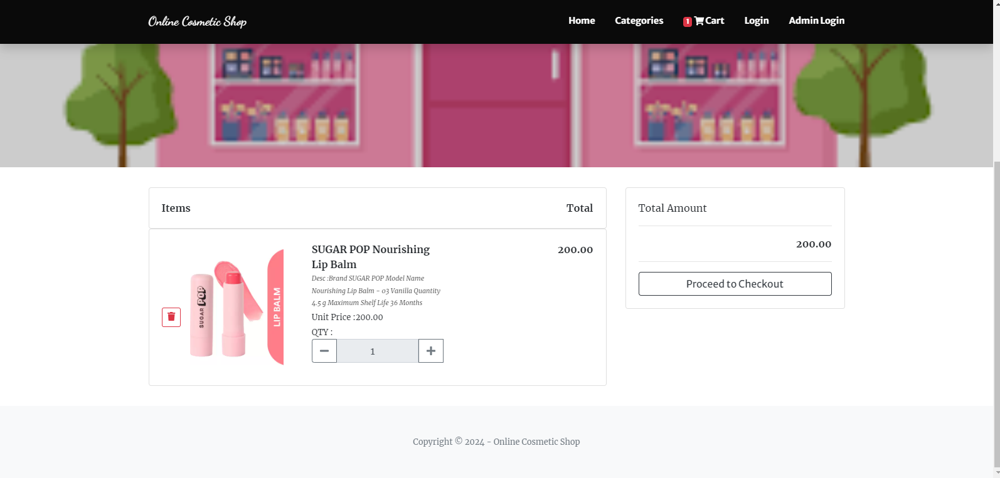 Online Cosmetic Shop
Home
Categories
1 Cart
Login
Admin Login
Items
Total
SUGAR POP
LIP BALM
SUGAR POP Nourishing
Lip Balm
Desc :Brand SUGAR POP Model Name
Nourishing Lip Balm - 03 Vanilla Quantity
4.5 g Maximum Shelf Life 36 Months
Unit Price :200.00
QTY :
1
200.00
Total Amount
200.00
Proceed to Checkout
Copyright © 2024 - Online Cosmetic Shop